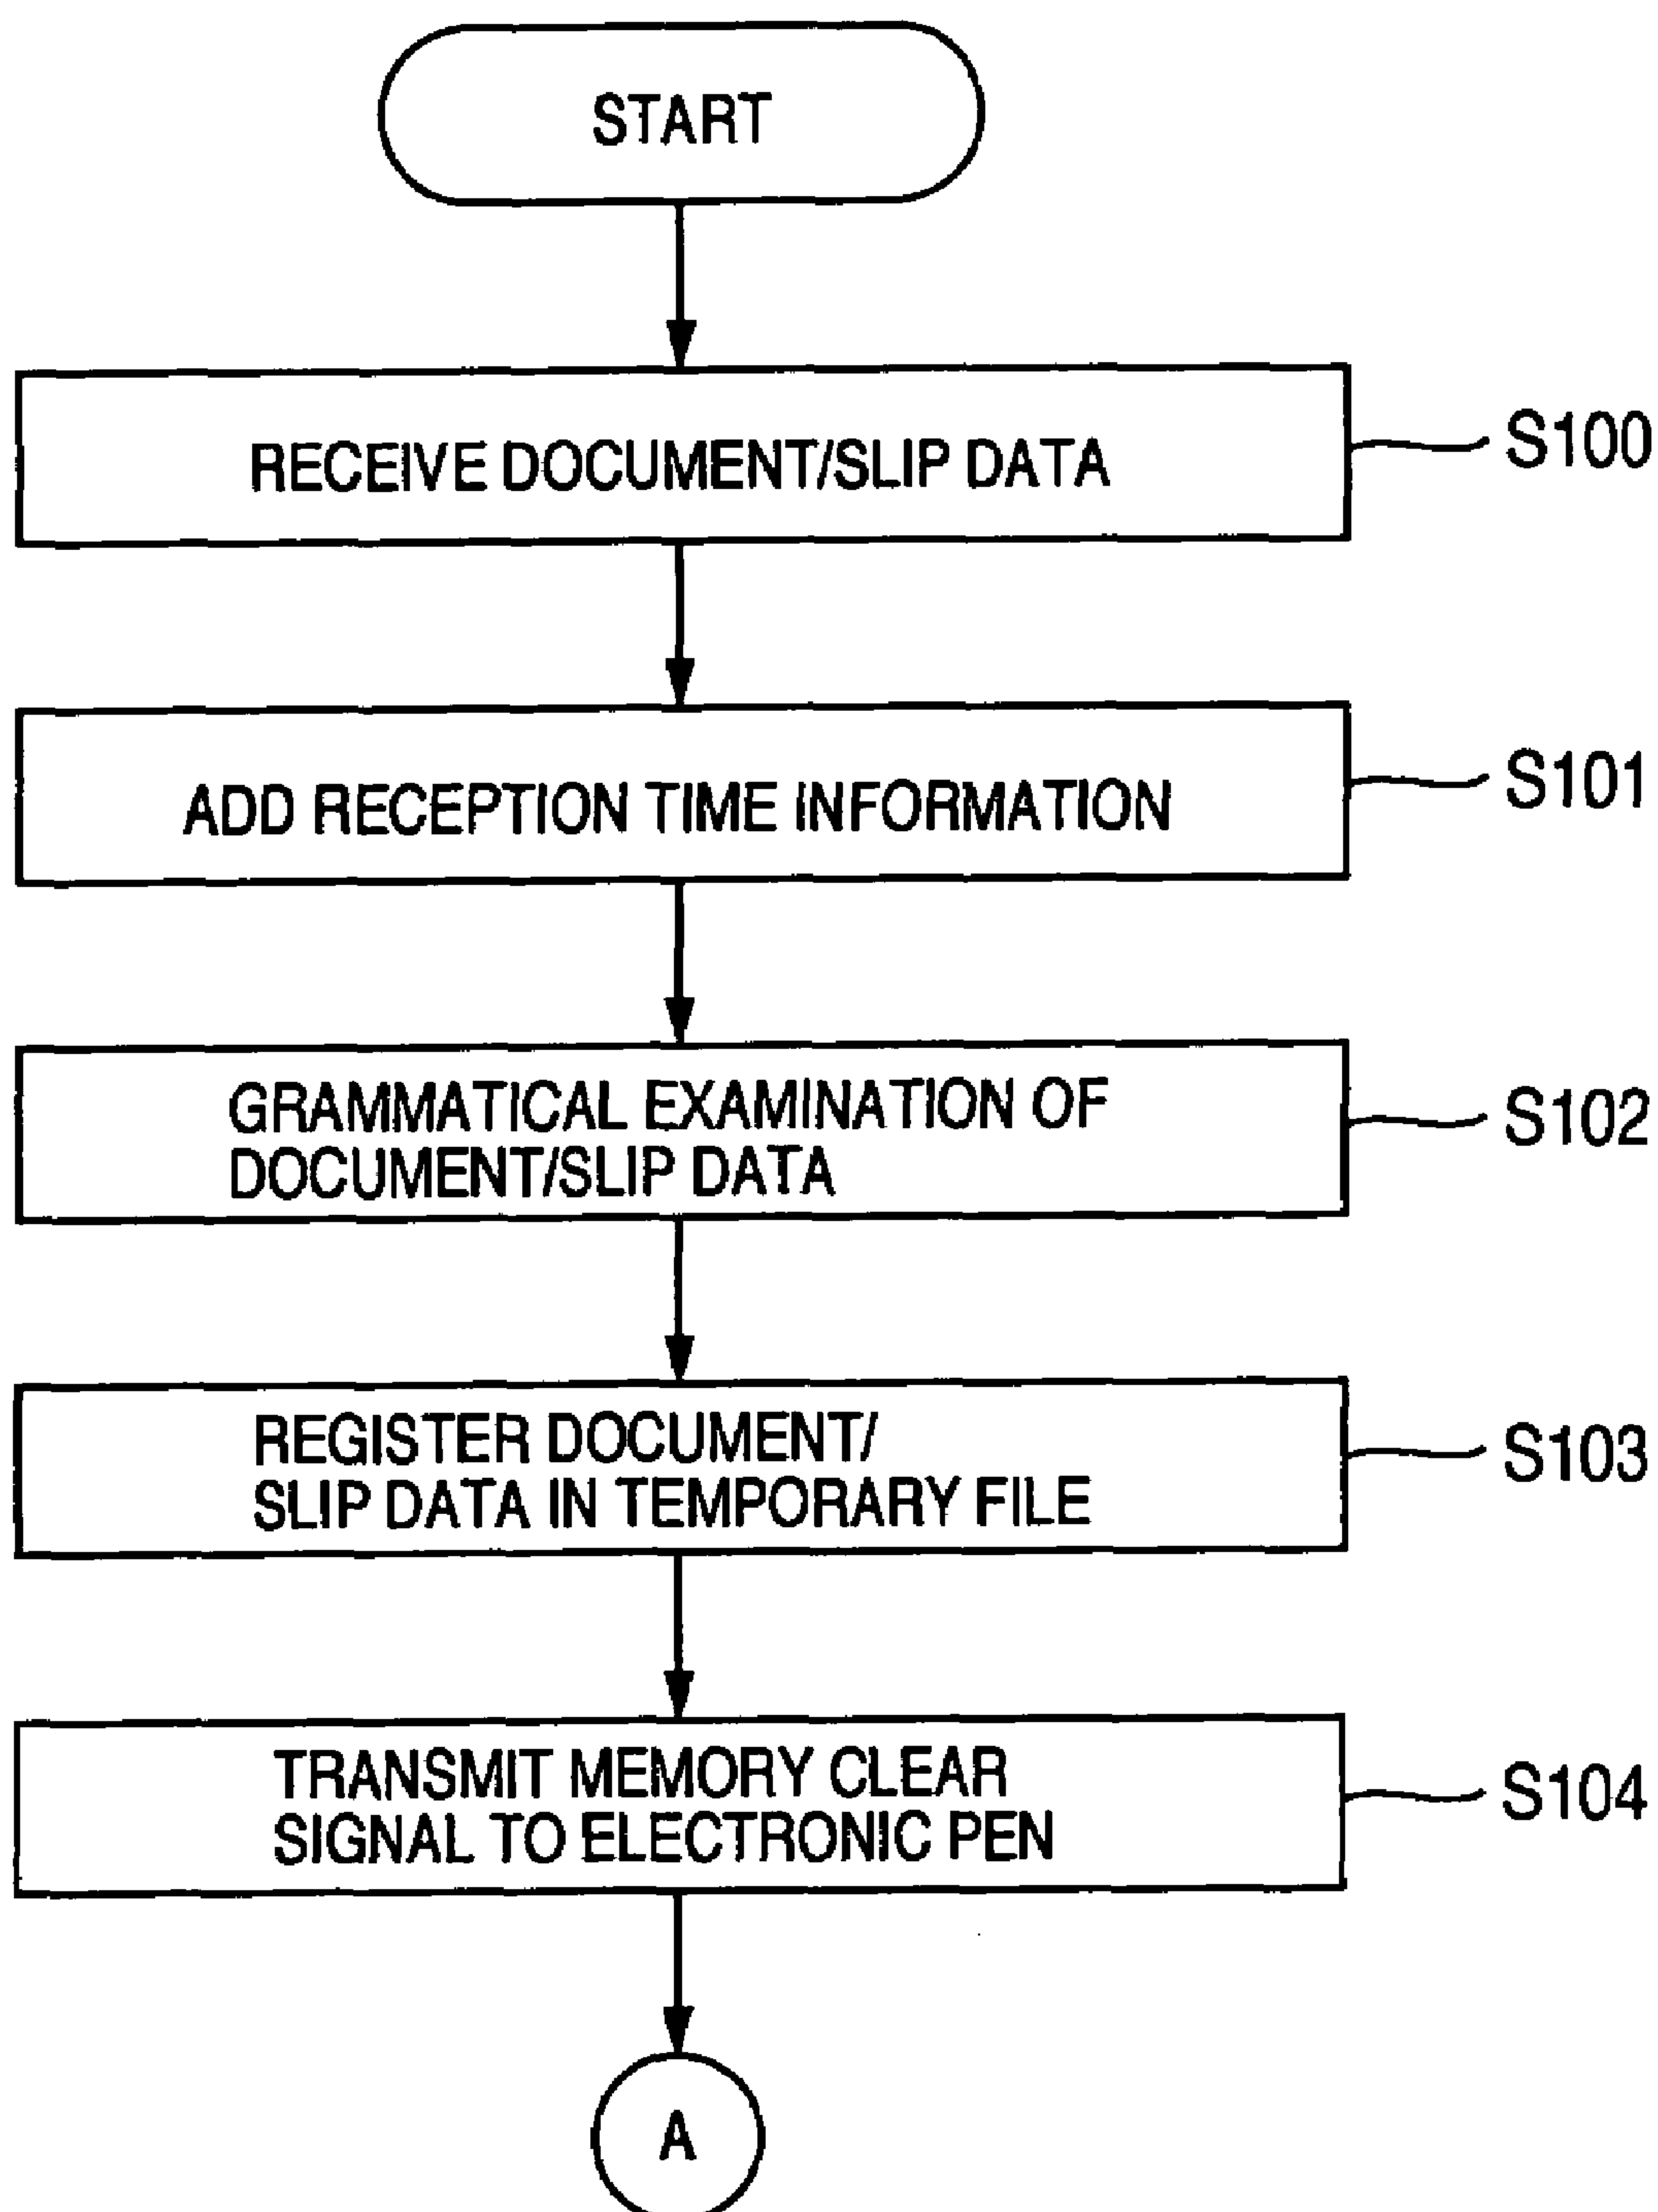 START
RECEIVE DOCUMENT/SLIP DATA
S100
ADD RECEPTION TIME INFORMATION
S101
GRAMMATICAL EXAMINATION OF
DOCUMENT/SLIP DATA
S102
REGISTER DOCUMENT/
SLIP DATA IN TEMPORARY FILE
S103
TRANSMIT MEMORY CLEAR
SIGNAL TO ELECTRONIC PEN
S104
A